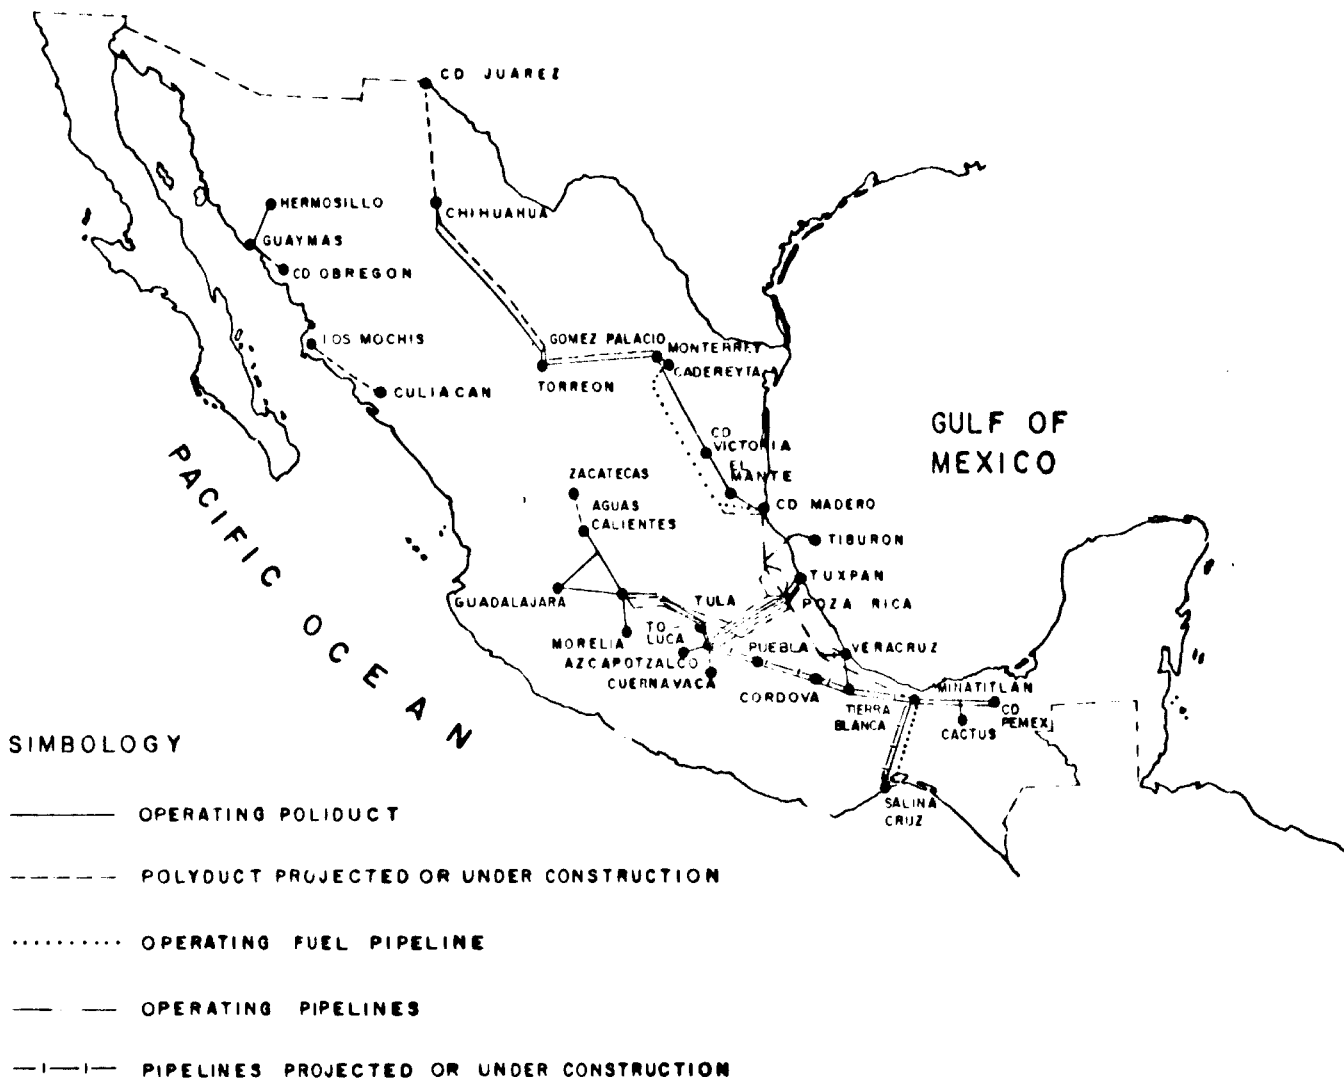 CD JUAREZ
HERMOSILLO
CHIHUAHUA
GUAYMAS
CD OBREGON
LOS MOCHIS
GOMEZ PALACIO
MONTERREY
CADEREYTA
TORREON
CULIACAN
GULF OF
MEXICO
CD
VICTORIA
EL
MANTE
ZACATECAS
AGUAS
CALIENTES
CD MADERO
TIBURON
TUXPAN
GUADALAJARA
TULA
POZA RICA
TO
LUCA
MORELIA
PUEBLA
VERACRUZ
AZCAPOTZALCO
CUERNAVACA
CORDOVA
MINATITLAN
TIERRA
BLANCA
CD
PEMEX
CACTUS
PACIFIC OCEAN
SALINA
CRUZ
SIMBOLOGY
OPERATING POLIDUCT
POLYDUCT PROJECTED OR UNDER CONSTRUCTION
OPERATING FUEL PIPELINE
OPERATING PIPELINES
PIPELINES PROJECTED OR UNDER CONSTRUCTION